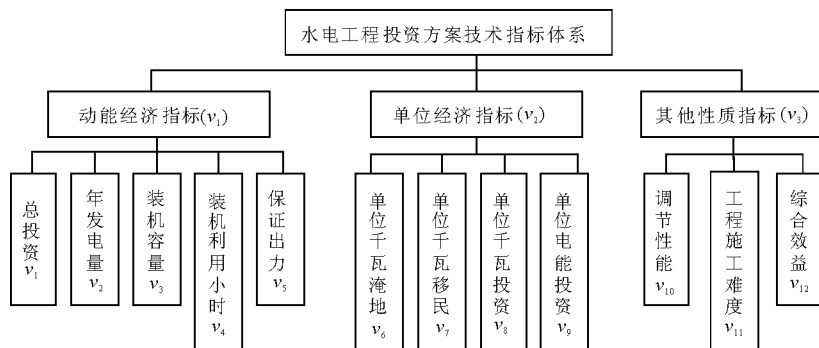 水电工程投资方案技术指标体系
动能经济指标(v₁)
单位经济指标(v₂)
其他性质指标(v₃)
总投资v₁
年发电量v₂
装机容量v₃
装机利用小时v₄
保证出力v₅
单位千瓦淹地v₆
单位千瓦移民v₇
单位千瓦投资v₈
单位电能投资v₉
调节性能v₁₀
工程施工难度v₁₁
综合效益v₁₂